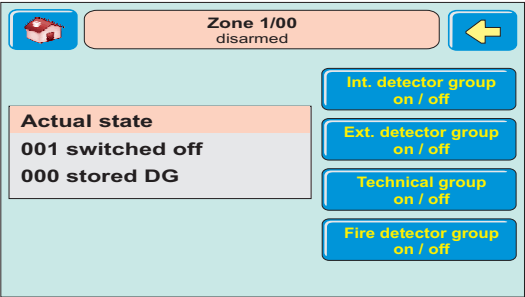 Zone 1/00
disarmed
Actual state
001 switched off
000 stored DG
Int. detector group
on / off
Ext. detector group
on / off
Technical group
on / off
Fire detector group
on / off